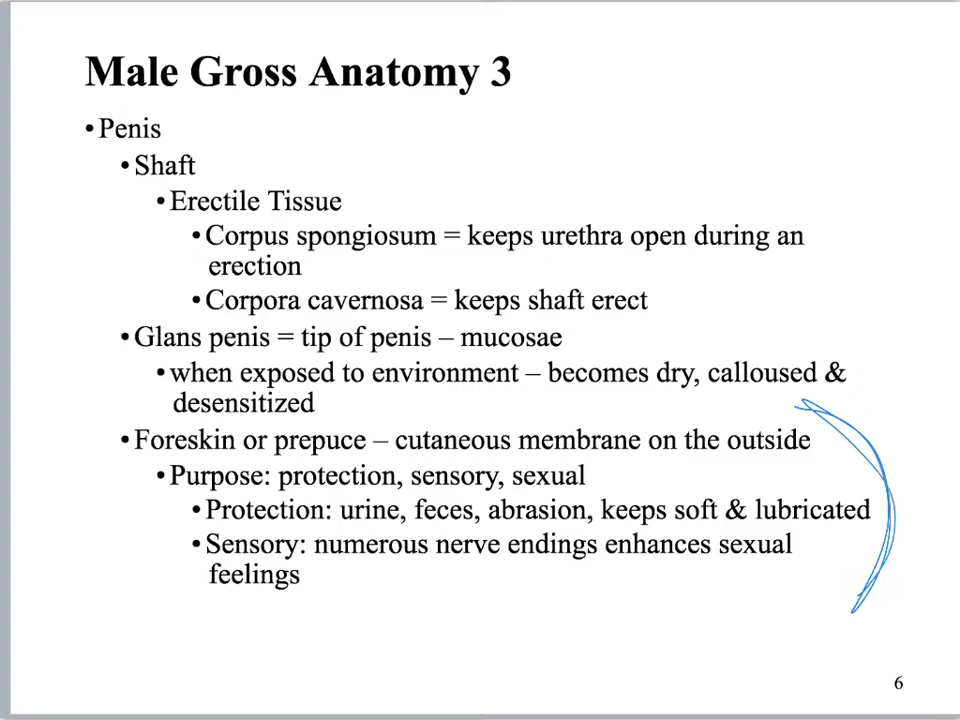 Male Gross Anatomy 3
• Penis
• Shaft
• Erectile Tissue
• Corpus spongiosum = keeps urethra open during an
erection
• Corpora cavernosa = keeps shaft erect
• Glans penis = tip of penis – mucosae
• when exposed to environment – becomes dry, calloused &
desensitized
• Foreskin or prepuce – cutaneous membrane on the outside
• Purpose: protection, sensory, sexual
• Protection: urine, feces, abrasion, keeps soft & lubricated
• Sensory: numerous nerve endings enhances sexual
feelings
6